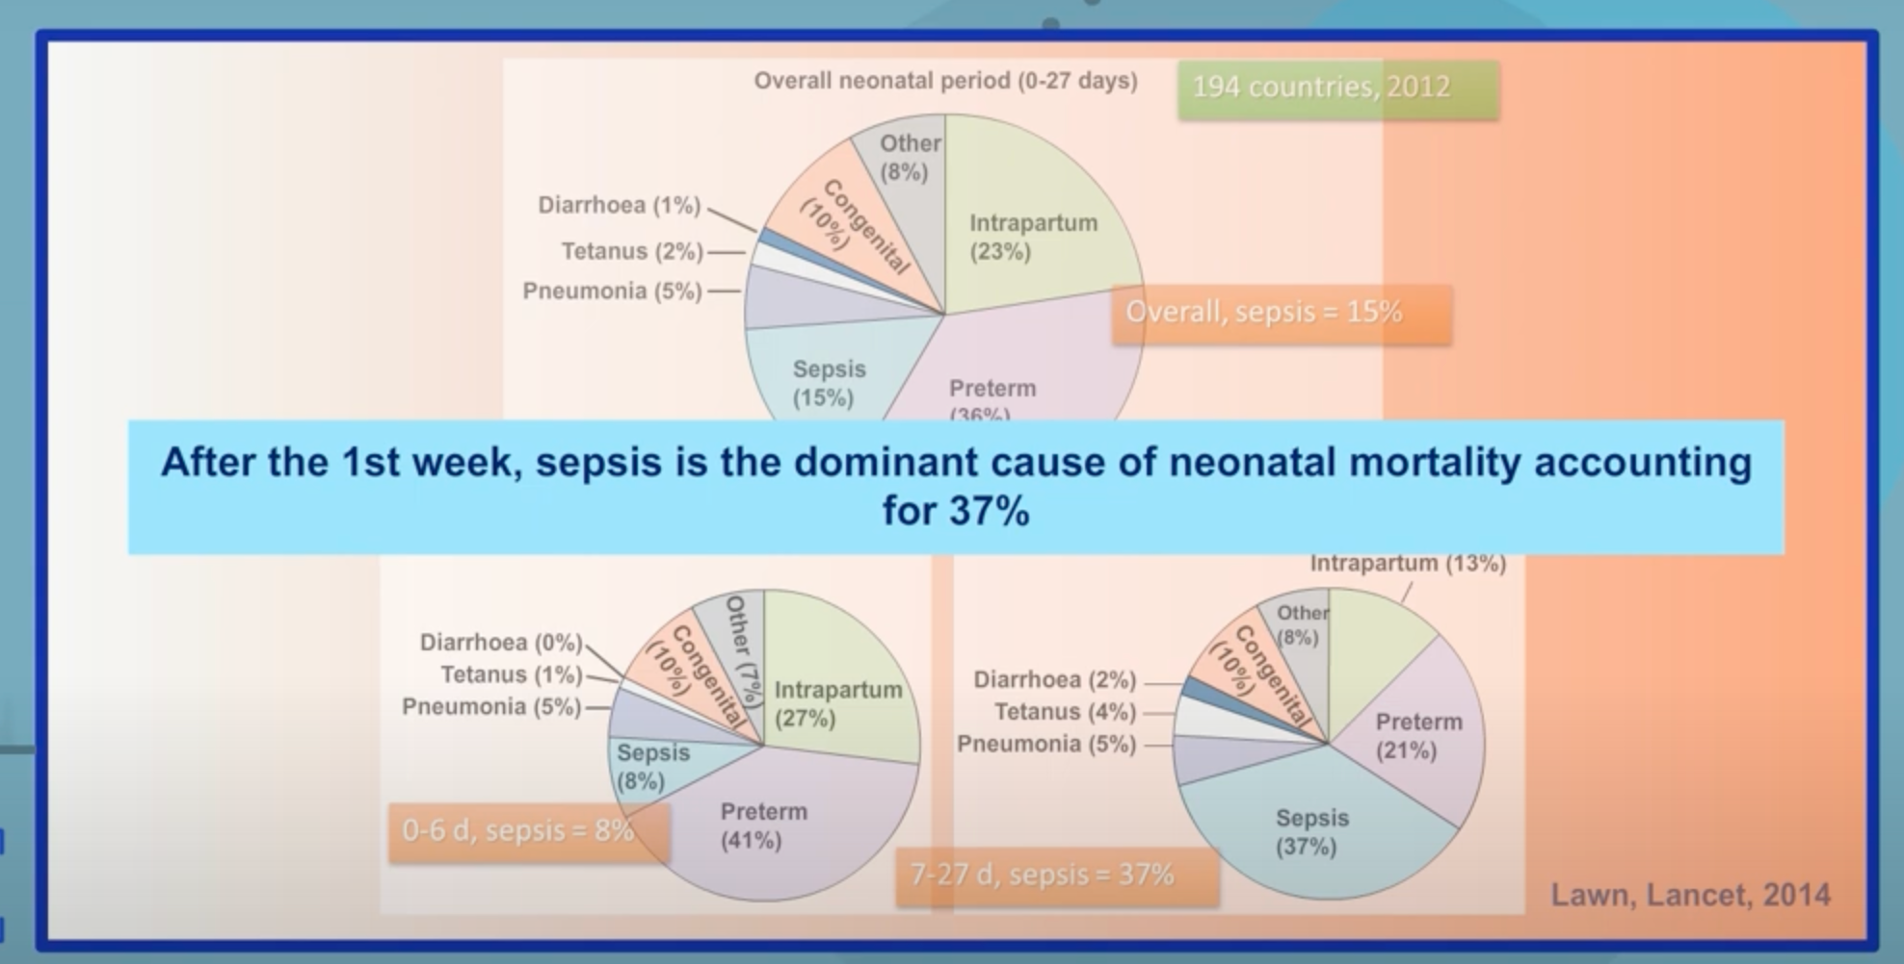 Overall neonatal period (0-27 days)
194 countries, 2012
Other
(8%)
Diarrhoea (1%)
Congenital
(10%)
Intrapartum
(23%)
Tetanus (2%)
Pneumonia (5%)
Overall, sepsis = 15%
Sepsis
(15%)
Preterm
(36%)
After the 1st week, sepsis is the dominant cause of neonatal mortality accounting
for 37%
Diarrhoea (0%)
Tetanus (1%)
Pneumonia (5%)
Congenital
(10%)
Other (7%)
Intrapartum
(27%)
Sepsis
(8%)
Preterm
(41%)
0-6 d, sepsis = 8%
Intrapartum (13%)
Other
(8%)
Congenital
(10%)
Diarrhoea (2%)
Tetanus (4%)
Pneumonia (5%)
Preterm
(21%)
Sepsis
(37%)
7-27 d, sepsis = 37%
Lawn, Lancet, 2014